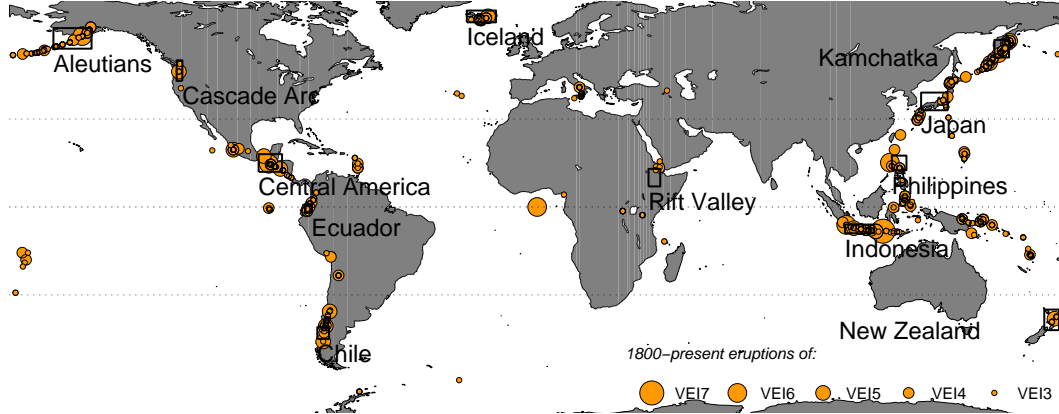 Iceland
Aleutians
Kamchatka
Cascade Arc
Japan
Central America
Rift Valley
Philippines
Ecuador
Indonesia
New Zealand
Chile
1800−present eruptions of:
VEI7 VEI6 VEI5 VEI4 VEI3